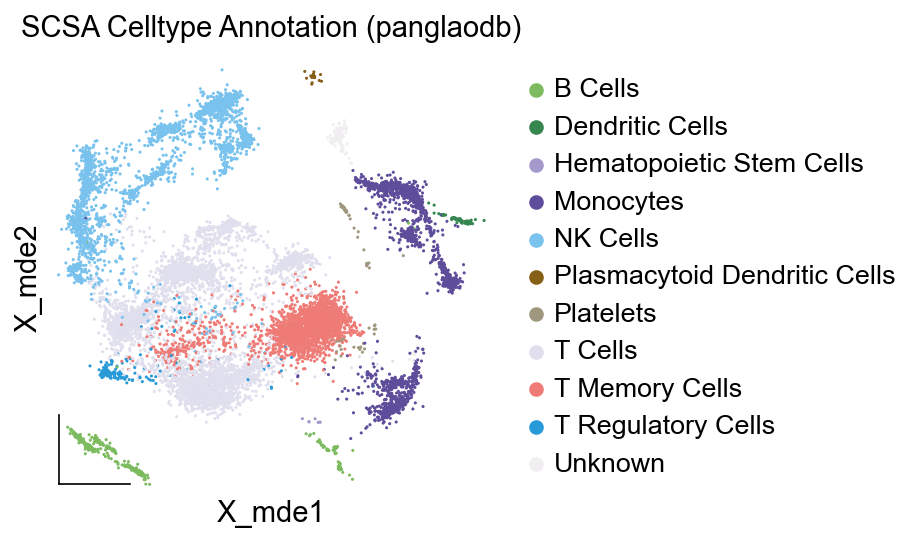 SCSA Celltype Annotation (panglaodb)
B Cells
Dendritic Cells
Hematopoietic Stem Cells
Monocytes
NK Cells
Plasmacytoid Dendritic Cells
Platelets
T Cells
T Memory Cells
T Regulatory Cells
Unknown
X_mde2
X_mde1